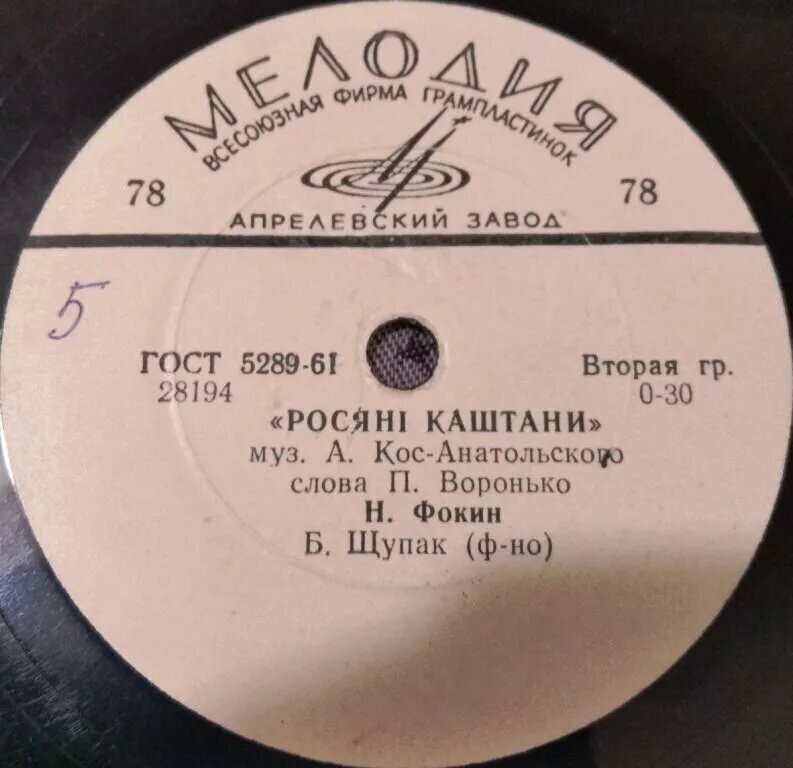 МЕЛОДИЯ
ВСЕСОЮЗНАЯ ФИРМА ГРАМПЛАСТИНОК
78 78
АПРЕЛЕВСКИЙ ЗАВОД
5
ГОСТ 5289-61 Вторая гр.
28194 0-30
«РОСЯНІ КАШТАНИ»
муз. А. Кос-Анатольского
слова П. Воронько
Н. Фокин
Б. Щупак (ф-но)